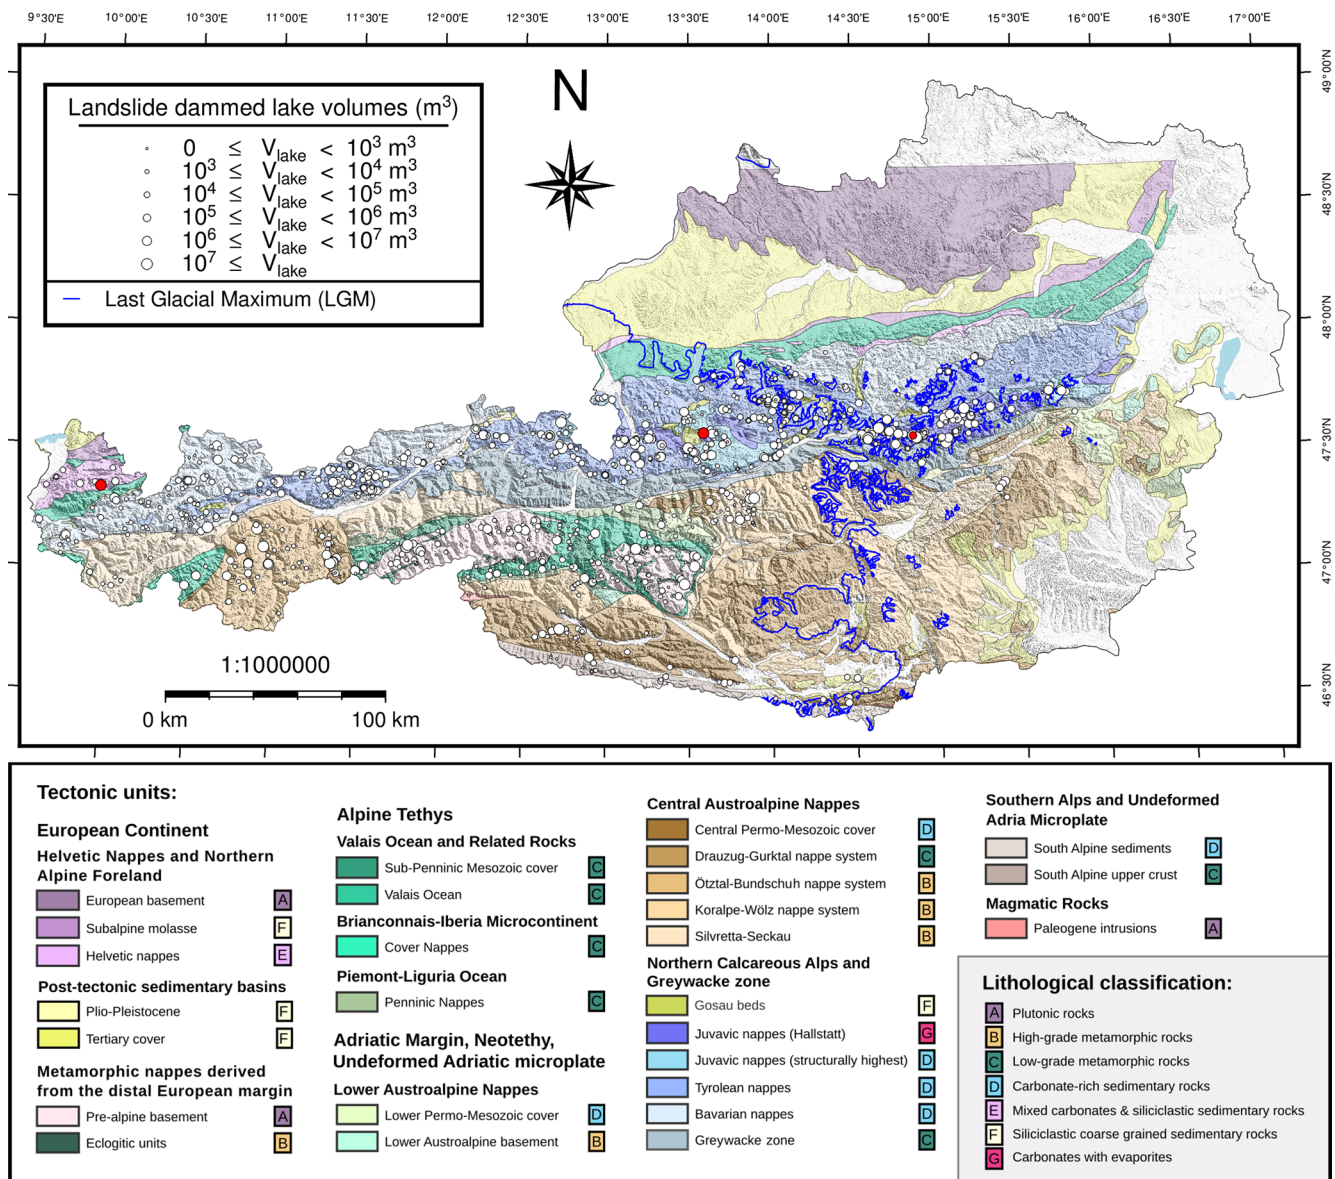 9°30'E 10°00'E 10°30'E 11°00'E 11°30'E 12°00'E 12°30'E 13°00'E 13°30'E 14°00'E 14°30'E 15°00'E 15°30'E 16°00'E 16°30'E 17°00'E
49°00'N
48°30'N
48°00'N
47°30'N
47°00'N
46°30'N
Landslide dammed lake volumes (m³)
0 ≤ Vlake < 10³ m³
10³ ≤ Vlake < 10⁴ m³
10⁴ ≤ Vlake < 10⁵ m³
10⁵ ≤ Vlake < 10⁶ m³
10⁶ ≤ Vlake < 10⁷ m³
10⁷ ≤ Vlake
Last Glacial Maximum (LGM)
N
1:1000000
0 km 100 km
Tectonic units:
European Continent
Helvetic Nappes and Northern
Alpine Foreland
European basement A
Subalpine molasse F
Helvetic nappes E
Post-tectonic sedimentary basins
Plio-Pleistocene F
Tertiary cover F
Metamorphic nappes derived
from the distal European margin
Pre-alpine basement A
Eclogitic units B
Alpine Tethys
Valais Ocean and Related Rocks
Sub-Penninic Mesozoic cover C
Valais Ocean C
Brianconnais-Iberia Microcontinent
Cover Nappes C
Piemont-Liguria Ocean
Penninic Nappes C
Adriatic Margin, Neotethy,
Undeformed Adriatic microplate
Lower Austroalpine Nappes
Lower Permo-Mesozoic cover D
Lower Austroalpine basement B
Central Austroalpine Nappes
Central Permo-Mesozoic cover D
Drauzug-Gurktal nappe system C
Ötztal-Bundschuh nappe system B
Koralpe-Wölz nappe system B
Silvretta-Seckau B
Northern Calcareous Alps and
Greywacke zone
Gosau beds F
Juvavic nappes (Hallstatt) G
Juvavic nappes (structurally highest) D
Tyrolean nappes D
Bavarian nappes D
Greywacke zone C
Southern Alps and Undeformed
Adria Microplate
South Alpine sediments D
South Alpine upper crust C
Magmatic Rocks
Paleogene intrusions A
Lithological classification:
A Plutonic rocks
B High-grade metamorphic rocks
C Low-grade metamorphic rocks
D Carbonate-rich sedimentary rocks
E Mixed carbonates & siliciclastic sedimentary rocks
F Siliciclastic coarse grained sedimentary rocks
G Carbonates with evaporites